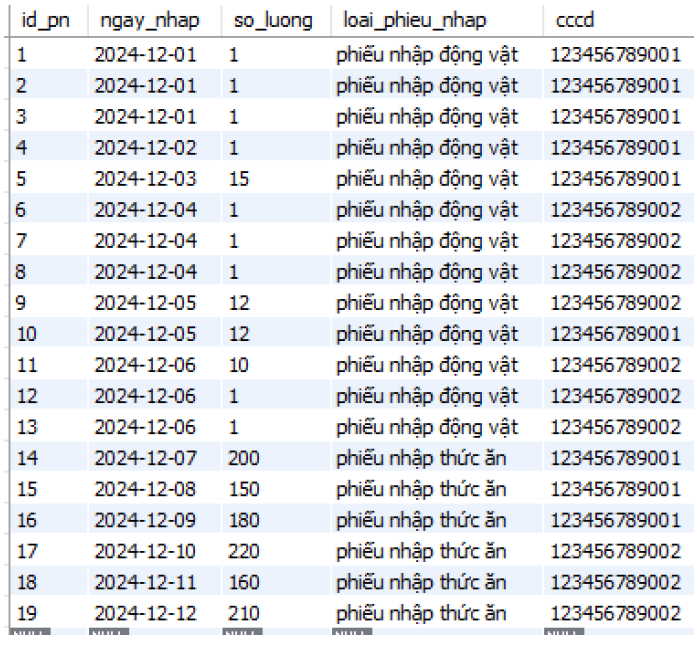 id_pn ngay_nhap so_luong loai_phieu_nhap cccd
1 2024-12-01 1 phiếu nhập động vật 123456789001
2 2024-12-01 1 phiếu nhập động vật 123456789001
3 2024-12-01 1 phiếu nhập động vật 123456789001
4 2024-12-02 1 phiếu nhập động vật 123456789001
5 2024-12-03 15 phiếu nhập động vật 123456789001
6 2024-12-04 1 phiếu nhập động vật 123456789002
7 2024-12-04 1 phiếu nhập động vật 123456789002
8 2024-12-04 1 phiếu nhập động vật 123456789002
9 2024-12-05 12 phiếu nhập động vật 123456789002
10 2024-12-05 12 phiếu nhập động vật 123456789001
11 2024-12-06 10 phiếu nhập động vật 123456789002
12 2024-12-06 1 phiếu nhập động vật 123456789002
13 2024-12-06 1 phiếu nhập động vật 123456789002
14 2024-12-07 200 phiếu nhập thức ăn 123456789001
15 2024-12-08 150 phiếu nhập thức ăn 123456789001
16 2024-12-09 180 phiếu nhập thức ăn 123456789001
17 2024-12-10 220 phiếu nhập thức ăn 123456789002
18 2024-12-11 160 phiếu nhập thức ăn 123456789002
19 2024-12-12 210 phiếu nhập thức ăn 123456789002